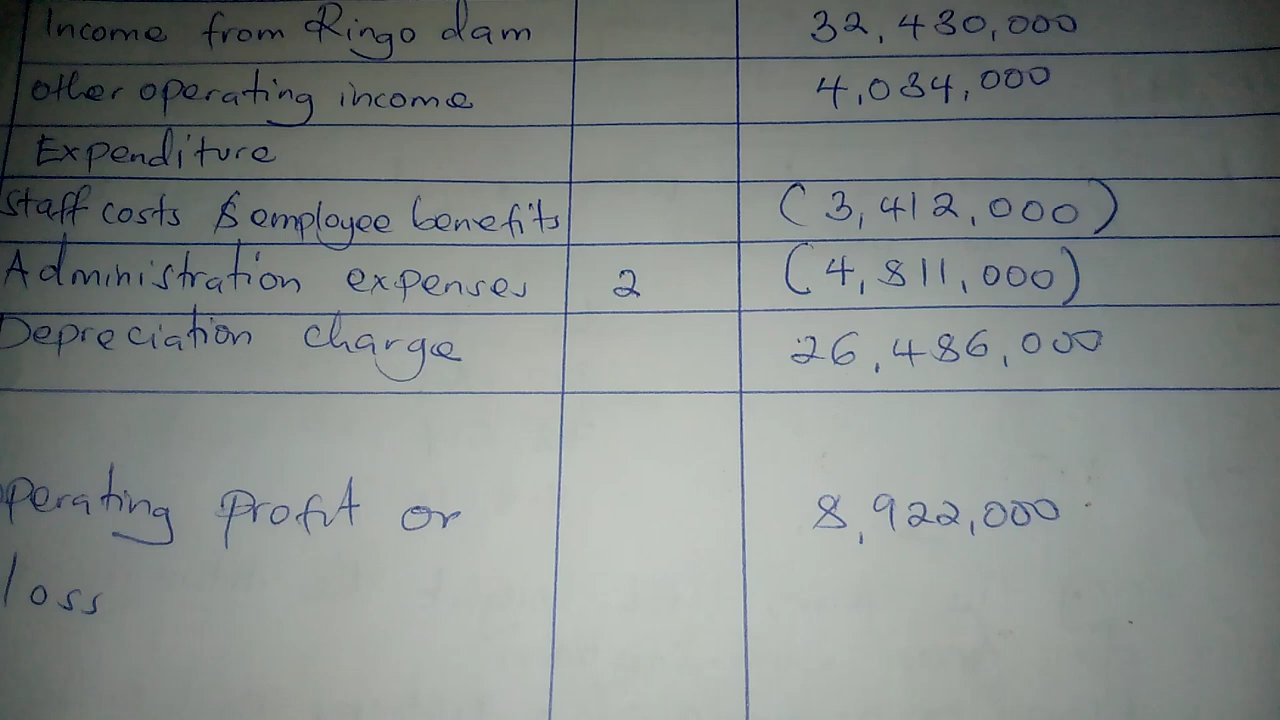 Income from Ringo dam 32,430,000
other operating income 4,034,000
Expenditure
Staff costs & employee benefits (3,412,000)
Administration expenses 2 (4,811,000)
Depreciation charge 26,486,000
perating profit or 8,922,000
loss